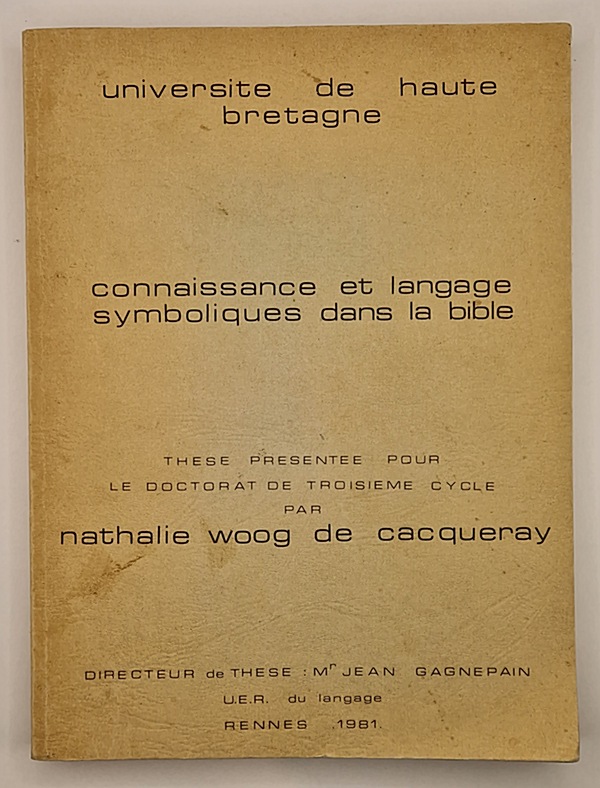 universite de haute
bretagne
connaissance et langage
symboliques dans la bible
THESE PRESENTEE POUR
LE DOCTORAT DE TROISIEME CYCLE
PAR
nathalie woog de cacqueray
DIRECTEUR de THESE : Mr JEAN GAGNEPAIN
U.E.R. du langage
RENNES .1981.